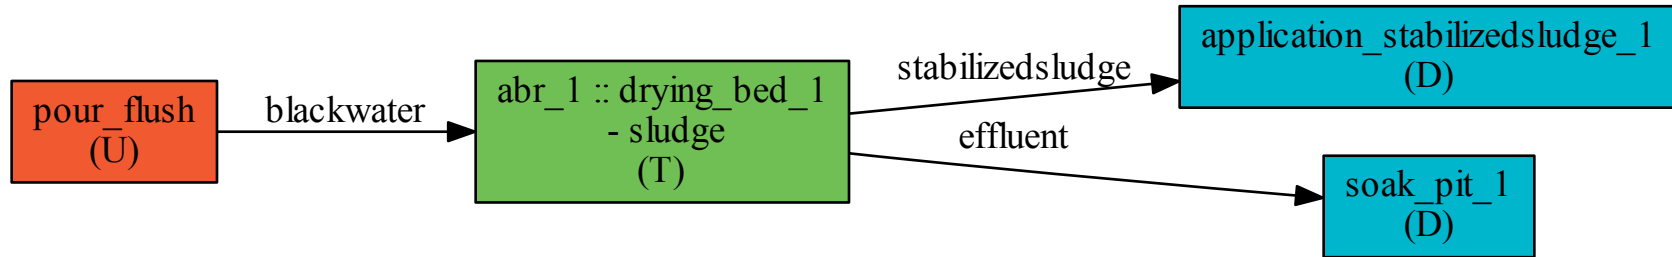 pour_flush
(U)
blackwater
abr_1 :: drying_bed_1
- sludge
(T)
stabilizedsludge
effluent
application_stabilizedsludge_1
(D)
soak_pit_1
(D)